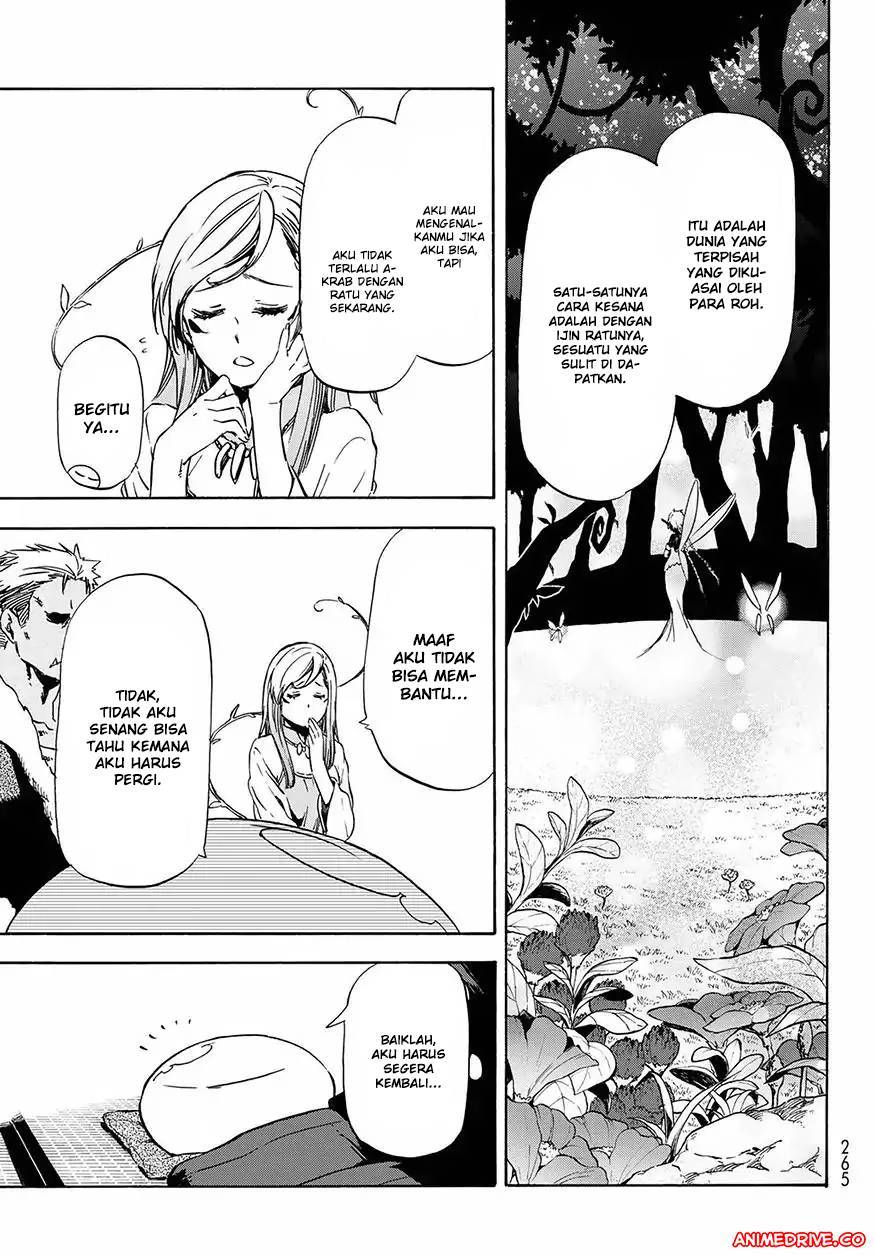 ITU ADALAH
DUNIA YANG
TERPISAH
YANG DIKU-
ASAI OLEH
PARA ROH.
SATU-SATUNYA
CARA KESANA
ADALAH DENGAN
IJIN RATUNYA,
SESUATU YANG
SULIT DI DA-
PATKAN.
AKU MAU
MENGENAL-
KANMU JIKA
AKU BISA,
TAPI
AKU TIDAK
TERLALU A-
KRAB DENGAN
RATU YANG
SEKARANG.
BEGITU
YA...
MAAF
AKU TIDAK
BISA MEM-
BANTU...
TIDAK,
TIDAK AKU
SENANG BISA
TAHU KEMANA
AKU HARUS
PERGI.
BAIKLAH,
AKU HARUS
SEGERA
KEMBALI...
265
ANIMEDRIVE.CO